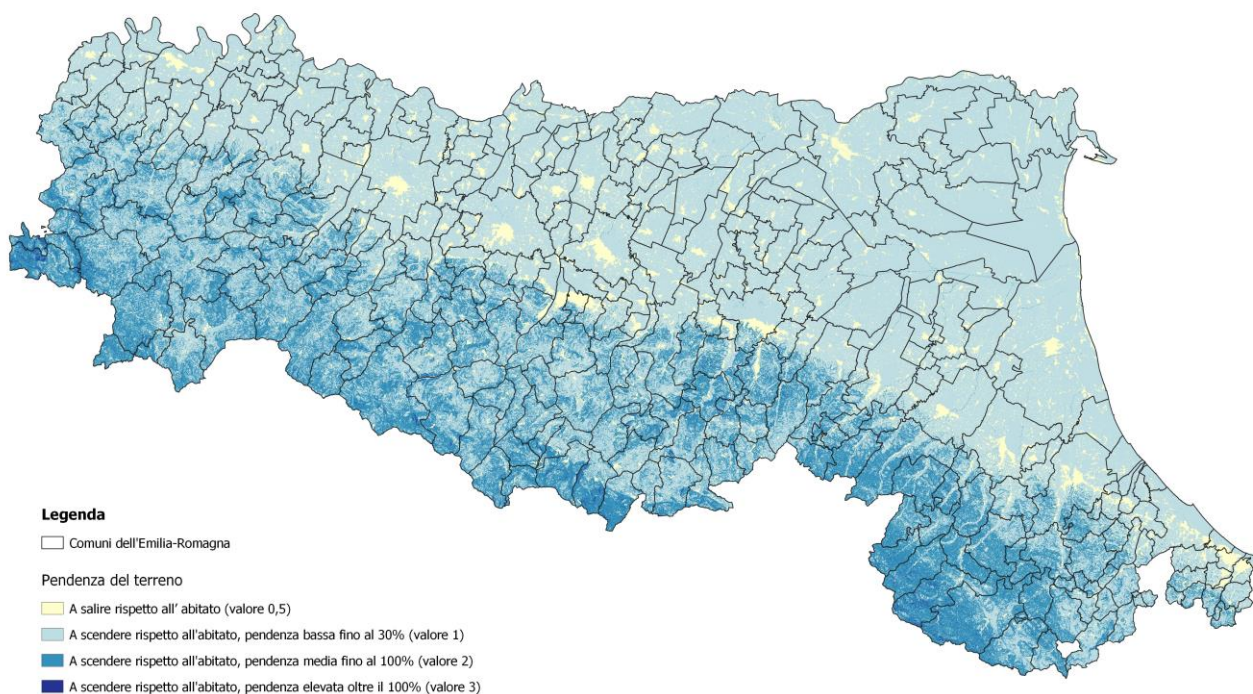 Legenda
Comuni dell'Emilia-Romagna
Pendenza del terreno
A salire rispetto all' abitato (valore 0,5)
A scendere rispetto all'abitato, pendenza bassa fino al 30% (valore 1)
A scendere rispetto all'abitato, pendenza media fino al 100% (valore 2)
A scendere rispetto all'abitato, pendenza elevata oltre il 100% (valore 3)